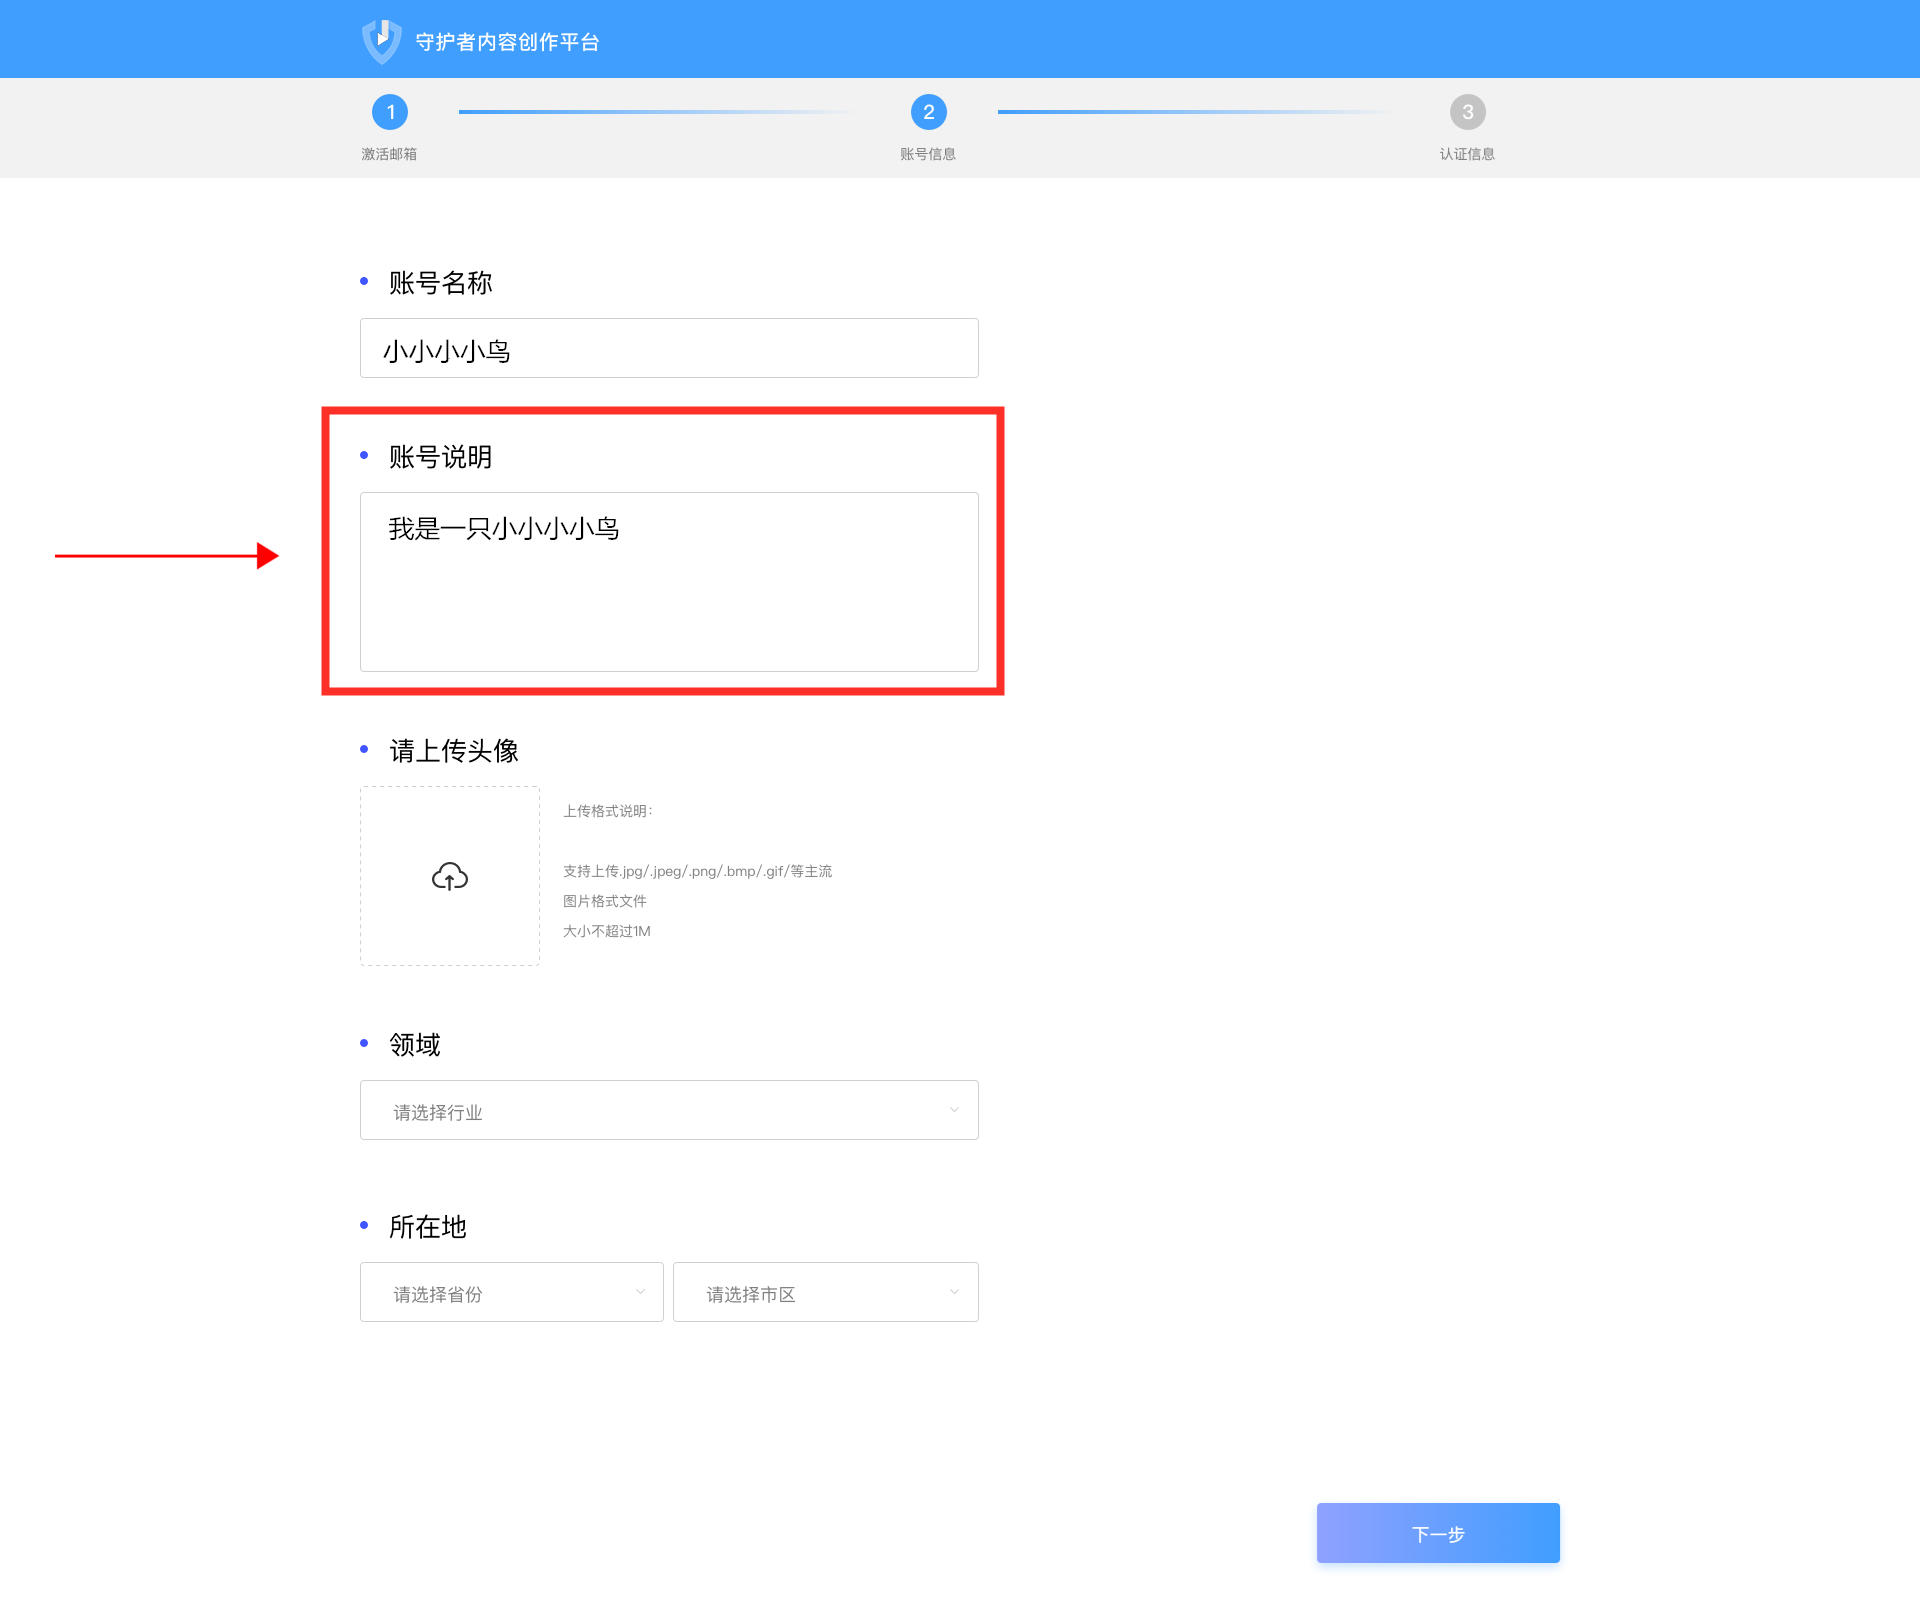 守护者内容创作平台
1
2
3
激活邮箱
账号信息
认证信息
账号名称
小小小小鸟
账号说明
我是一只小小小小鸟
请上传头像
上传格式说明：
支持上传.jpg/.jpeg/.png/.bmp/.gif/等主流
图片格式文件
大小不超过1M
领域
请选择行业
所在地
请选择省份
请选择市区
下一步